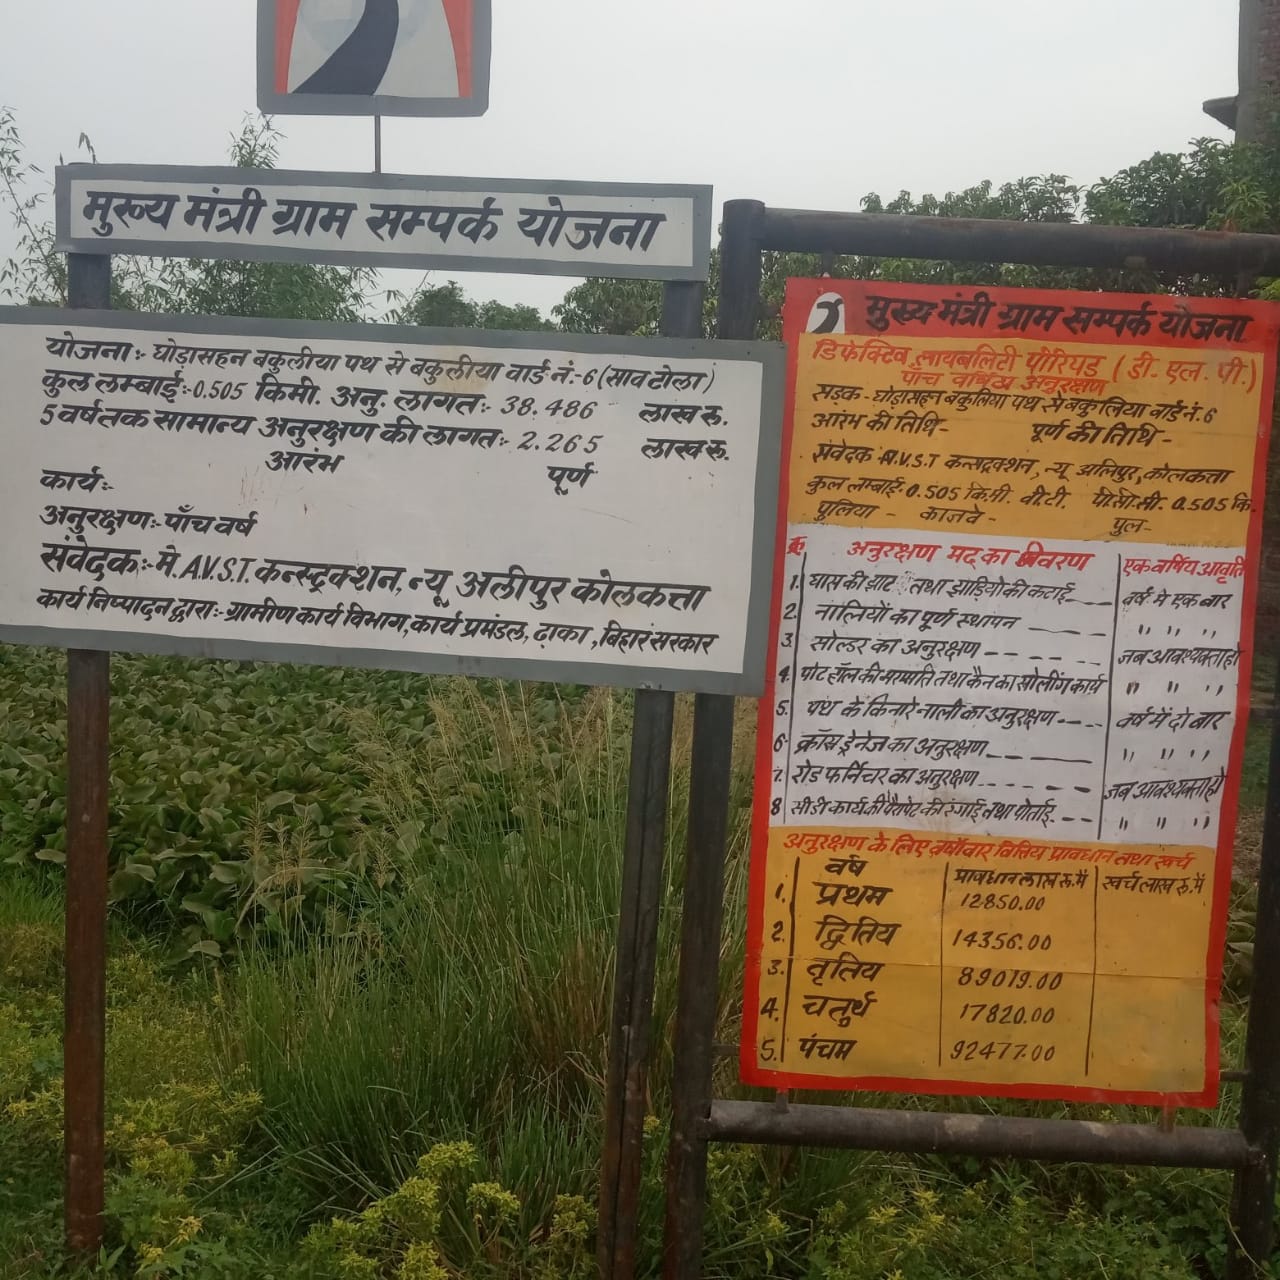 मुख्य मंत्री ग्राम सम्पर्क योजना
योजना:- घोड़ासहन बकुलीया पथ से बकुलीया वार्ड नं.-6 (साव टोला)
कुल लम्बाई:-0.505 किमी. अनु. लागत:- 38.486 लाख रू.
5 वर्ष तक सामान्य अनुरक्षण की लागत:- 2.265 लाख रू.
आरंभ पूर्ण
कार्य:-
अनुरक्षण:- पाँच वर्ष
संवेदक:- मे. A.V.S.T. कन्स्ट्रक्शन, न्यू अलीपुर कोलकत्ता
कार्य निष्पादन द्वारा:- ग्रामीण कार्य विभाग, कार्य प्रमंडल, ढ़ाका, बिहार सरकार
मुख्य मंत्री ग्राम सम्पर्क योजना
डिफेक्टिव लायबलिटी पीरियड (डी. एल. पी.)
पाँच वर्षिय अनुरक्षण
सड़क - घोड़ासहन बकुलिया पथ से बकुलिया वार्ड नं. 6
आरंभ की तिथि- पूर्ण की तिथि-
संवेदक- M.V.S.T कन्सट्रक्शन, न्यू अलिपुर, कोलकत्ता
कुल लम्बाई- 0.505 कि.मी. वी.टी. पी.सी.सी. 0.505 कि.
पुलिया - काजवे - पुल-
क्र अनुरक्षण मद का विवरण एक वर्षिय आवृति
1. घास की झाट तथा झाडियो की कटाई वर्ष मे एक बार
2. नालियों का पूर्ण स्थापन " " " "
3. सोल्डर का अनुरक्षण जब आवश्यक्ता हो
4. पोट हॉल की मरम्मति तथा कैन का सोलींग कार्य " " " "
5. पथ के किनारे नाली का अनुरक्षण वर्ष में दो बार
6. क्रॉस ड्रेनेज का अनुरक्षण " " " "
7. रोड फर्निचर का अनुरक्षण जब आवश्यक्ता हो
8 सीडी कार्य की पैरापेट की रंगाई तथा पोताई " " " "
अनुरक्षण के लिए वर्षावार वित्तिय प्रावधान तथा खर्च
वर्ष प्रावधान लाख रू. में खर्च लाख रू. में
1. प्रथम 12850.00
2. द्वितिय 14356.00
3. तृतिय 89019.00
4. चतुर्थ 17820.00
5. पंचम 92477.00